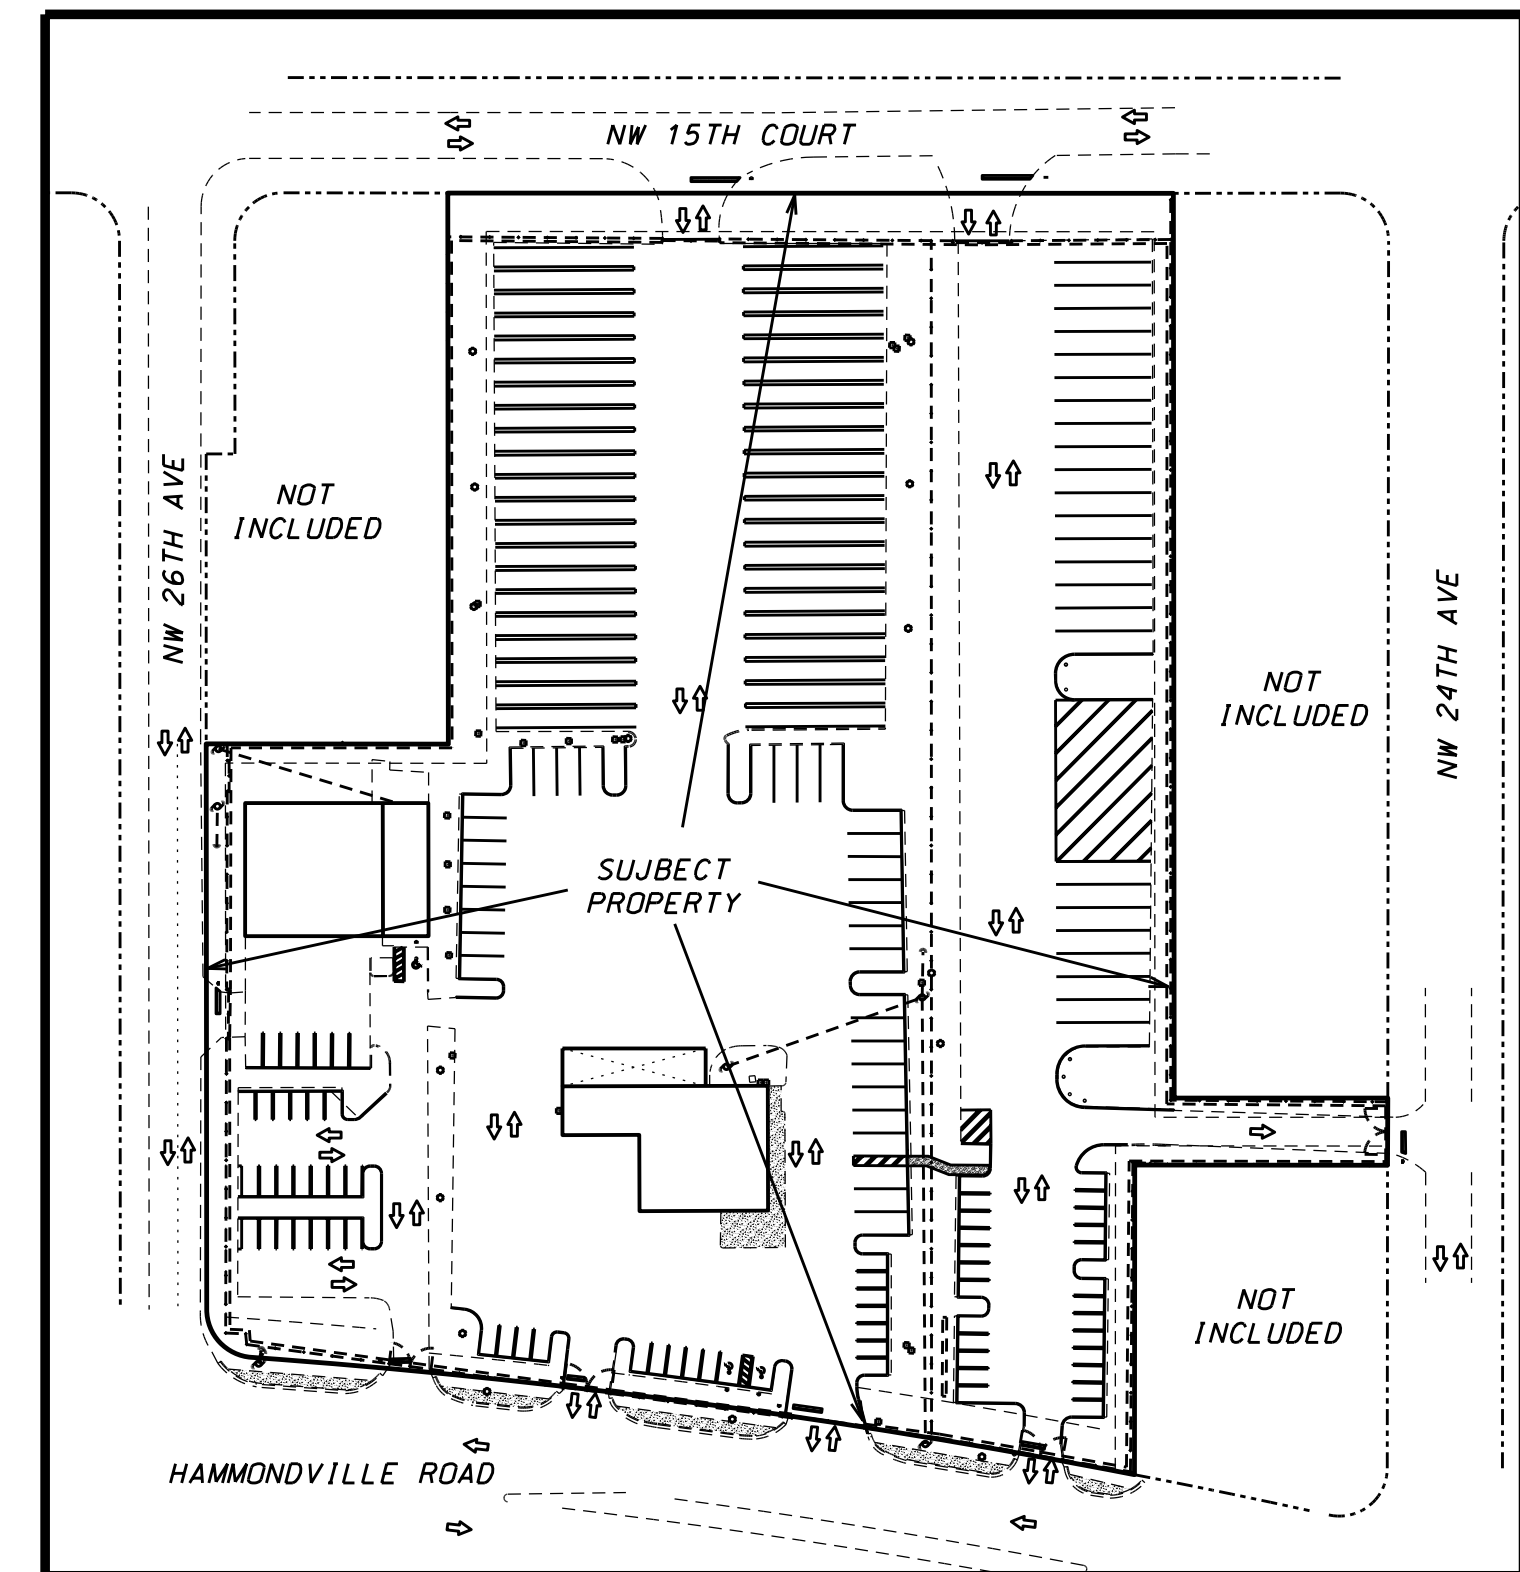 NW 15TH COURT
NW 26TH AVE
NOT
INCLUDED
NOT
INCLUDED
NW 24TH AVE
SUJBECT
PROPERTY
NOT
INCLUDED
HAMMONDVILLE ROAD